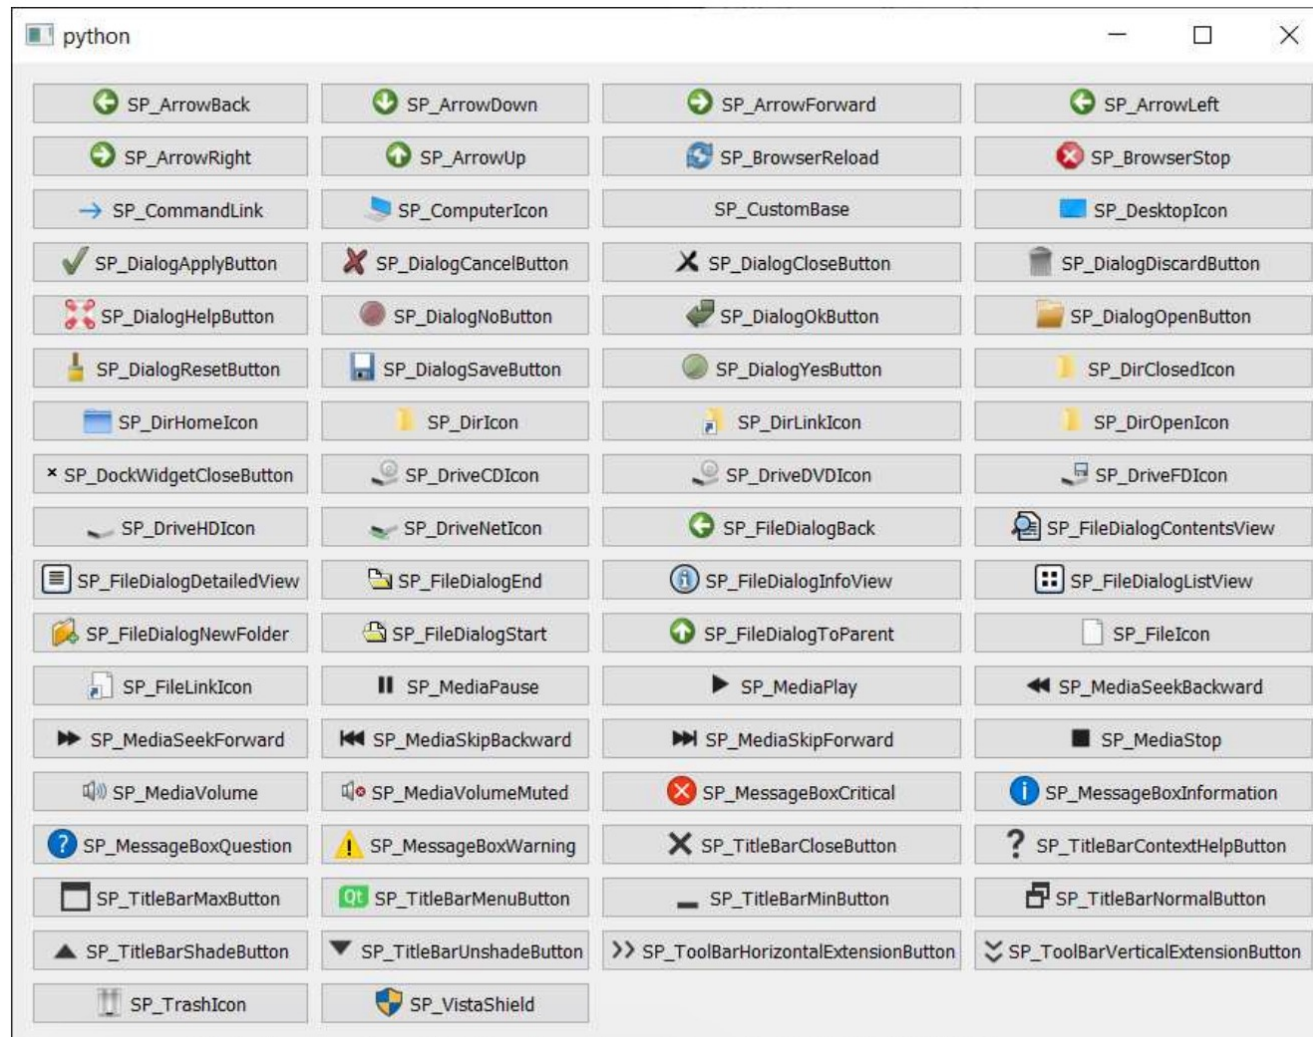 python
SP_ArrowBack SP_ArrowDown SP_ArrowForward SP_ArrowLeft
SP_ArrowRight SP_ArrowUp SP_BrowserReload SP_BrowserStop
SP_CommandLink SP_ComputerIcon SP_CustomBase SP_DesktopIcon
SP_DialogApplyButton SP_DialogCancelButton SP_DialogCloseButton SP_DialogDiscardButton
SP_DialogHelpButton SP_DialogNoButton SP_DialogOkButton SP_DialogOpenButton
SP_DialogResetButton SP_DialogSaveButton SP_DialogYesButton SP_DirClosedIcon
SP_DirHomeIcon SP_DirIcon SP_DirLinkIcon SP_DirOpenIcon
SP_DockWidgetCloseButton SP_DriveCDIcon SP_DriveDVDIcon SP_DriveFDIcon
SP_DriveHDIcon SP_DriveNetIcon SP_FileDialogBack SP_FileDialogContentsView
SP_FileDialogDetailedView SP_FileDialogEnd SP_FileDialogInfoView SP_FileDialogListView
SP_FileDialogNewFolder SP_FileDialogStart SP_FileDialogToParent SP_FileIcon
SP_FileLinkIcon SP_MediaPause SP_MediaPlay SP_MediaSeekBackward
SP_MediaSeekForward SP_MediaSkipBackward SP_MediaSkipForward SP_MediaStop
SP_MediaVolume SP_MediaVolumeMuted SP_MessageBoxCritical SP_MessageBoxInformation
SP_MessageBoxQuestion SP_MessageBoxWarning SP_TitleBarCloseButton SP_TitleBarContextHelpButton
SP_TitleBarMaxButton Qt SP_TitleBarMenuButton SP_TitleBarMinButton SP_TitleBarNormalButton
SP_TitleBarShadeButton SP_TitleBarUnshadeButton SP_ToolBarHorizontalExtensionButton SP_ToolBarVerticalExtensionButton
SP_TrashIcon SP_VistaShield